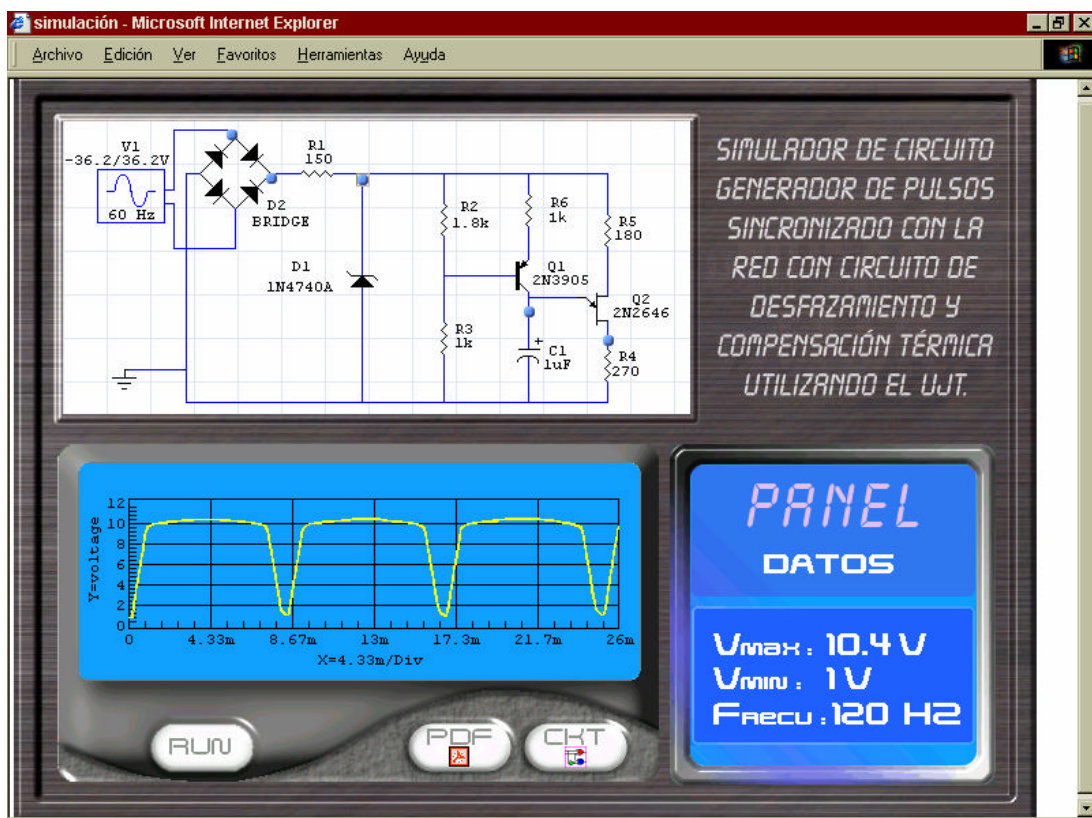 simulación - Microsoft Internet Explorer
Archivo Edición Ver Favoritos Herramientas Ayuda
V1
-36.2/36.2V
60 Hz
D2
BRIDGE
R1
150
D1
1N4740A
R2
1.8k
R3
1k
R6
1k
Q1
2N3905
C1
1uF
+
R5
180
Q2
2N2646
R4
270
SIMULADOR DE CIRCUITO
GENERADOR DE PULSOS
SINCRONIZADO CON LA
RED CON CIRCUITO DE
DESFAZAMIENTO Y
COMPENSACIÓN TÉRMICA
UTILIZANDO EL UJT.
Y=voltage
12
10
8
6
4
2
0
0 4.33m 8.67m 13m 17.3m 21.7m 26m
X=4.33m/Div
RUN
PDF
CKT
PANEL
DATOS
Vmax: 10.4 V
Vmin: 1 V
Frecu: 120 HZ